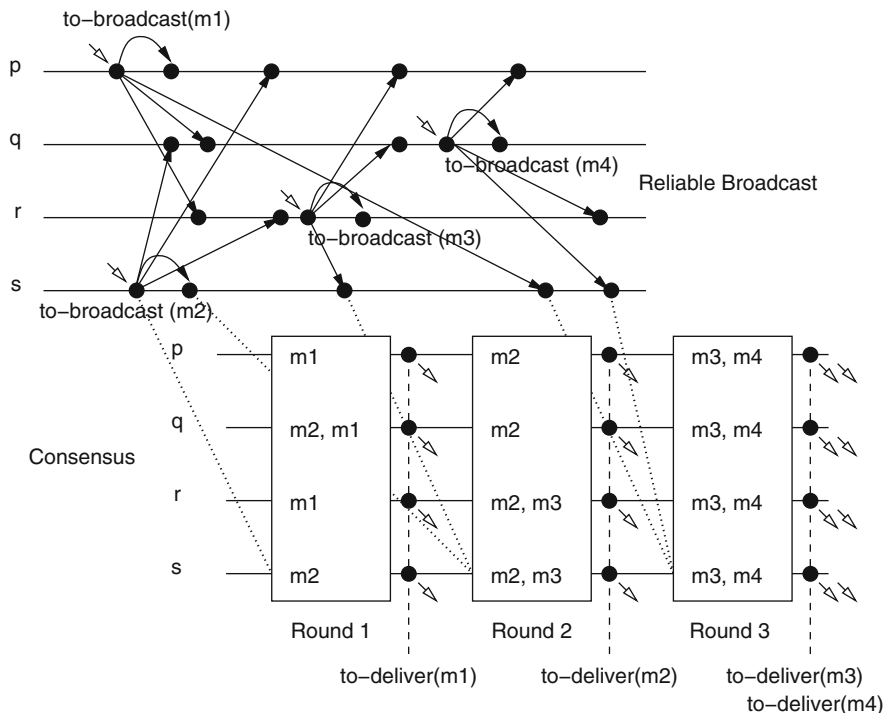 to–broadcast(m1)
p
q
to–broadcast (m4)
Reliable Broadcast
r
to–broadcast (m3)
s
to–broadcast (m2)
p m1 m2 m3, m4
q m2, m1 m2 m3, m4
Consensus
r m1 m2, m3 m3, m4
s m2 m2, m3 m3, m4
Round 1 Round 2 Round 3
to–deliver(m1) to–deliver(m2) to–deliver(m3)
to–deliver(m4)